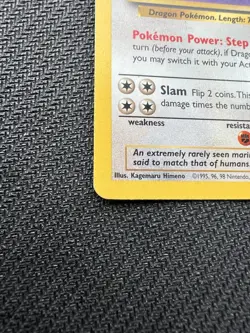 Dragon Pokémon. Length:
Pokémon Power: Step
turn (before your attack), if Drag
you may switch it with your Act
Slam Flip 2 coins. This
damage times the numb
weakness resista
An extremely rarely seen mari
said to match that of humans.
Illus. Kagemaru Himeno ©1995, 96, 98 Nintendo,